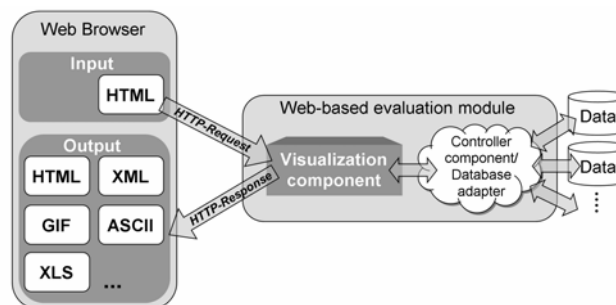 Web Browser
Input
HTML
HTTP-Request
Output
HTML XML
GIF ASCII
XLS ...
HTTP-Response
Web-based evaluation module
Visualization
component
Controller
component/
Database
adapter
Data
Data